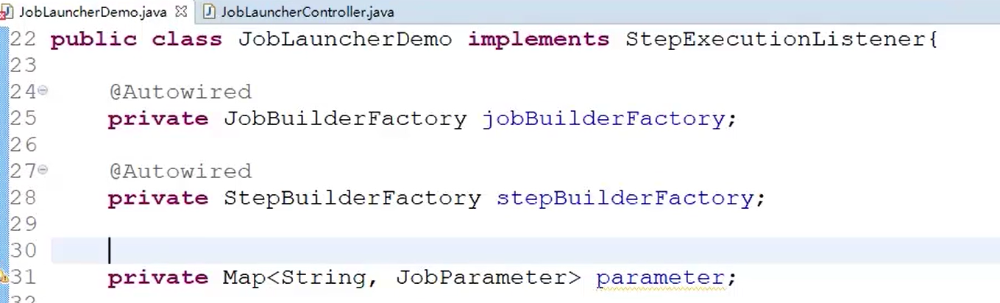 JobLauncherDemo.java JobLauncherController.java
22 public class JobLauncherDemo implements StepExecutionListener{
23
24 @Autowired
25 private JobBuilderFactory jobBuilderFactory;
26
27 @Autowired
28 private StepBuilderFactory stepBuilderFactory;
29
30
31 private Map<String, JobParameter> parameter;
32